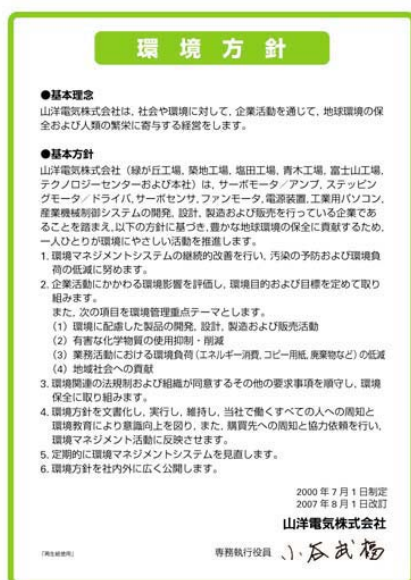 環境方針
●基本理念
山洋電気株式会社は，社会や環境に対して，企業活動を通じて，地球環境の保
全および人類の繁栄に寄与する経営をします。
●基本方針
山洋電気株式会社（緑が丘工場，築地工場，塩田工場，青木工場，富士山工場，
テクノロジーセンターおよび本社）は，サーボモータ／アンプ，ステッピン
グモータ／ドライバ，サーボセンサ，ファンモータ，電源装置，工業用パソコン，
産業機械制御システムの開発，設計，製造および販売を行っている企業であ
ることを踏まえ，以下の方針に基づき，豊かな地球環境の保全に貢献するため，
一人ひとりが環境にやさしい活動を推進します。
1. 環境マネジメントシステムの継続的改善を行い，汚染の予防および環境負
荷の低減に努めます。
2. 企業活動にかかわる環境影響を評価し，環境目的および目標を定めて取り
組みます。
また，次の項目を環境管理重点テーマとします。
（1）環境に配慮した製品の開発，設計，製造および販売活動
（2）有害な化学物質の使用抑制・削減
（3）業務活動における環境負荷（エネルギー消費，コピー用紙，廃棄物など）の低減
（4）地域社会への貢献
3. 環境関連の法規制および組織が同意するその他の要求事項を順守し，環境
保全に取り組みます。
4. 環境方針を文書化し，実行し，維持し，当社で働くすべての人への周知と
環境教育により意識向上を図り，また，購買先への周知と協力依頼を行い，
環境マネジメント活動に反映させます。
5. 定期的に環境マネジメントシステムを見直します。
6. 環境方針を社内外に広く公開します。
2000 年 7 月 1 日制定
2007 年 8 月 1 日改訂
山洋電気株式会社
「再生紙使用」
専務執行役員 小谷武福